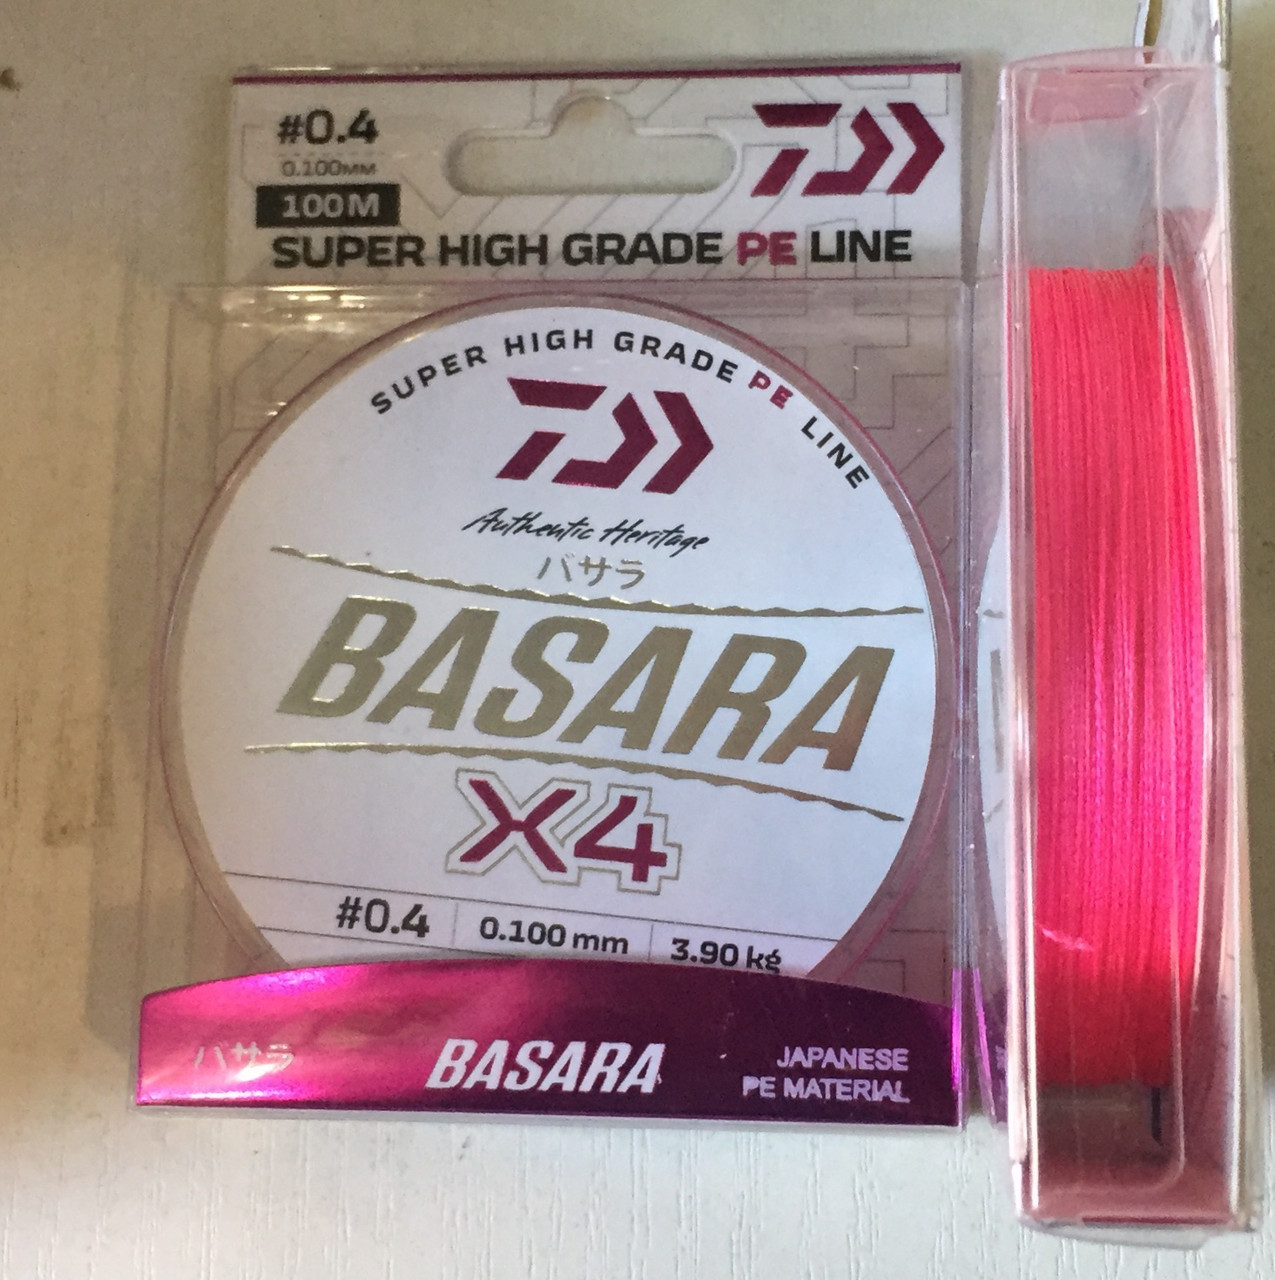 #0.4
0.100MM
100M
SUPER HIGH GRADE PE LINE
SUPER HIGH GRADE PE LINE
Authentic Heritage
バサラ
BASARA
X4
#0.4 0.100 mm 3.90 kg
バサラ BASARA JAPANESE
PE MATERIAL